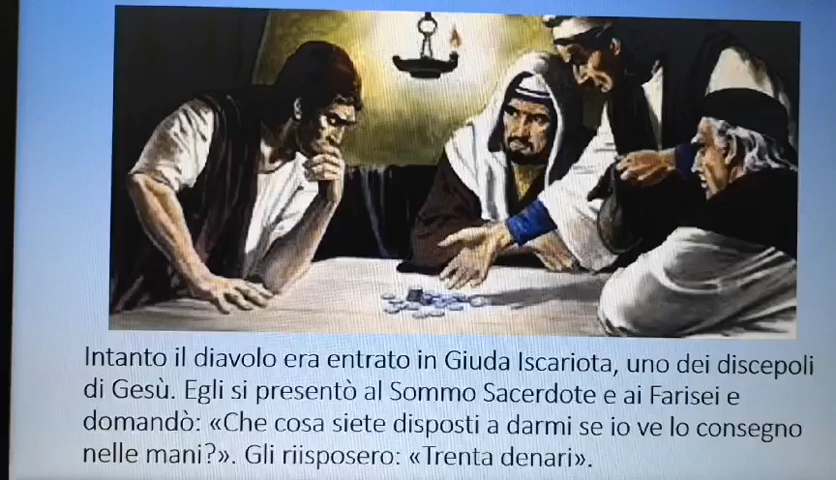 Intanto il diavolo era entrato in Giuda Iscariota, uno dei discepoli
di Gesù. Egli si presentò al Sommo Sacerdote e ai Farisei e
domandò: «Che cosa siete disposti a darmi se io ve lo consegno
nelle mani?». Gli riisposero: «Trenta denari».